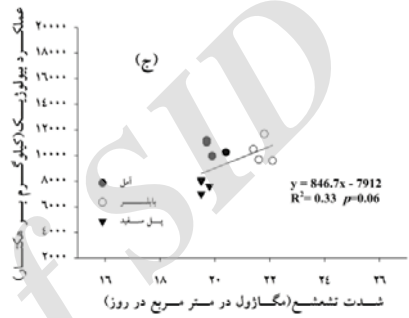 عملکرد بیولوژیک(کیلوگرم بر هکتار)
۲۰۰۰۰
۱۸۰۰۰
۱۶۰۰۰
۱۴۰۰۰
۱۲۰۰۰
۱۰۰۰۰
۸۰۰۰
۶۰۰۰
۴۰۰۰
۲۰۰۰
(ج)
آمل
بابلسر
پل سفید
y = 846.7x - 7912
R²= 0.33 p=0.06
۱۶ ۱۸ ۲۰ ۲۲ ۲۴ ۲۶
شدت تشعشع(مگاژول در متر مربع در روز)
f SID